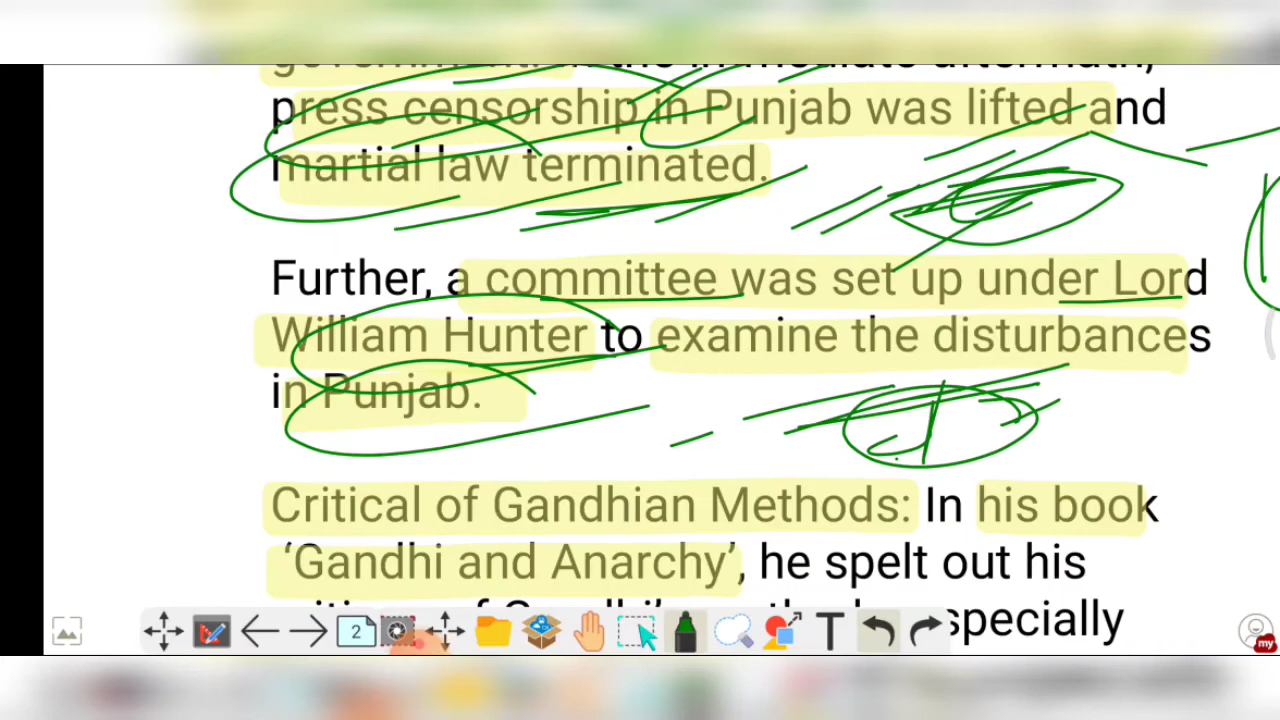 press censorship in Punjab was lifted and
martial law terminated.
Further, a committee was set up under Lord
William Hunter to examine the disturbances
in Punjab.
Critical of Gandhian Methods: In his book
‘Gandhi and Anarchy’, he spelt out his
specially
2
T
my